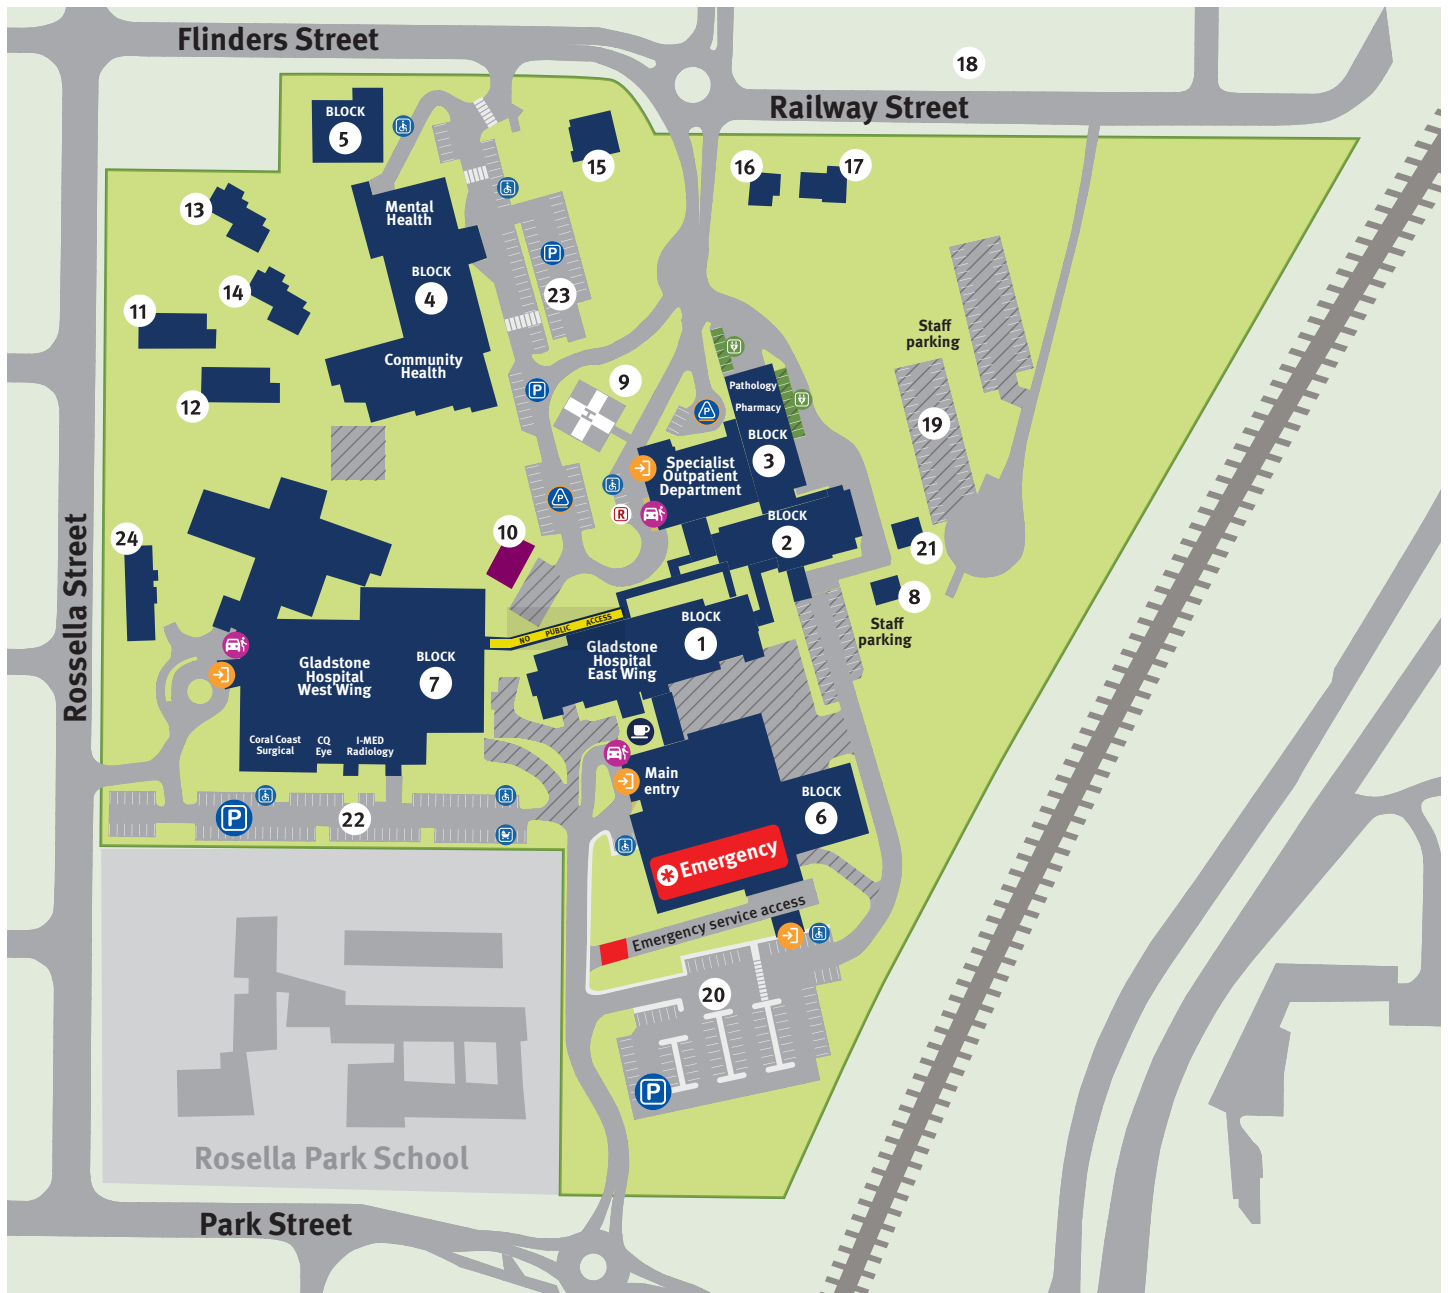 Flinders Street
18
Railway Street
BLOCK
5
15
16
17
13
Mental
Health
14
BLOCK
4
P
23
11
Staff
parking
Community
Health
9
12
P
Pathology
Pharmacy
P
19
BLOCK
3
Specialist
Outpatient
Department
P
R
BLOCK
2
10
24
21
8
Staff
parking
Rosella Street
NO PUBLIC ACCESS
BLOCK
1
Gladstone
Hospital
East Wing
Gladstone
Hospital
West Wing
BLOCK
7
Coral Coast
Surgical
CQ
Eye
I-MED
Radiology
Main
entry
BLOCK
6
P
22
Emergency
Emergency service access
20
P
Rosella Park School
Park Street